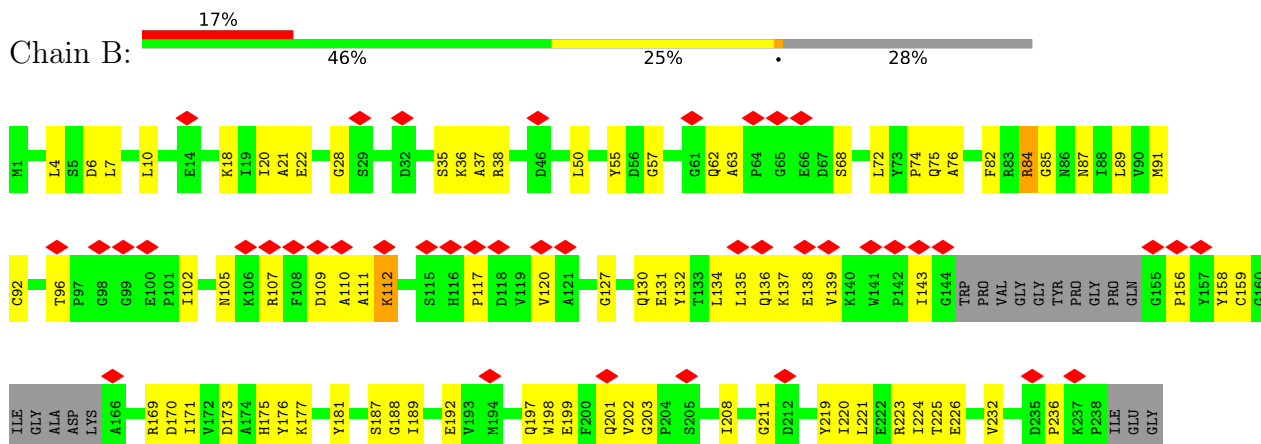 17%
Chain B:
46% 25% • 28%
M1 L4 S5 D6 L7 L10 E14 K18 I19 I20 A21 E22 G28 S29 D32 S35 K36 A37 R38 D46 L50 Y55 D56 G57 G61 Q62 A63 P64 G65 E66 D67 S68 L72 Y73 P74 Q75 A76 F82 R83 R84 G85 N86 N87 I88 L89 V90 M91
C92 T96 P97 G98 G99 E100 P101 I102 N105 K106 R107 F108 D109 A110 A111 K112 S115 H116 P117 D118 V119 V120 A121 G127 Q130 E131 Y132 T133 L134 L135 Q136 K137 E138 V139 K140 W141 P142 I143 G144 TRP PRO VAL GLY GLY TYR PRO GLY PRO GLN G155 P156 Y157 Y158 C159 G160
ILE GLY ALA ASP LYS A166 R169 D170 I171 V172 D173 A174 H175 Y176 K177 Y181 S187 G188 I189 E192 V193 M194 Q197 W198 E199 F200 Q201 V202 G203 P204 S205 I208 G211 D212 Y219 I220 L221 E222 R223 I224 T225 E226 V232 D235 P236 K237 P238 ILE GLU GLY